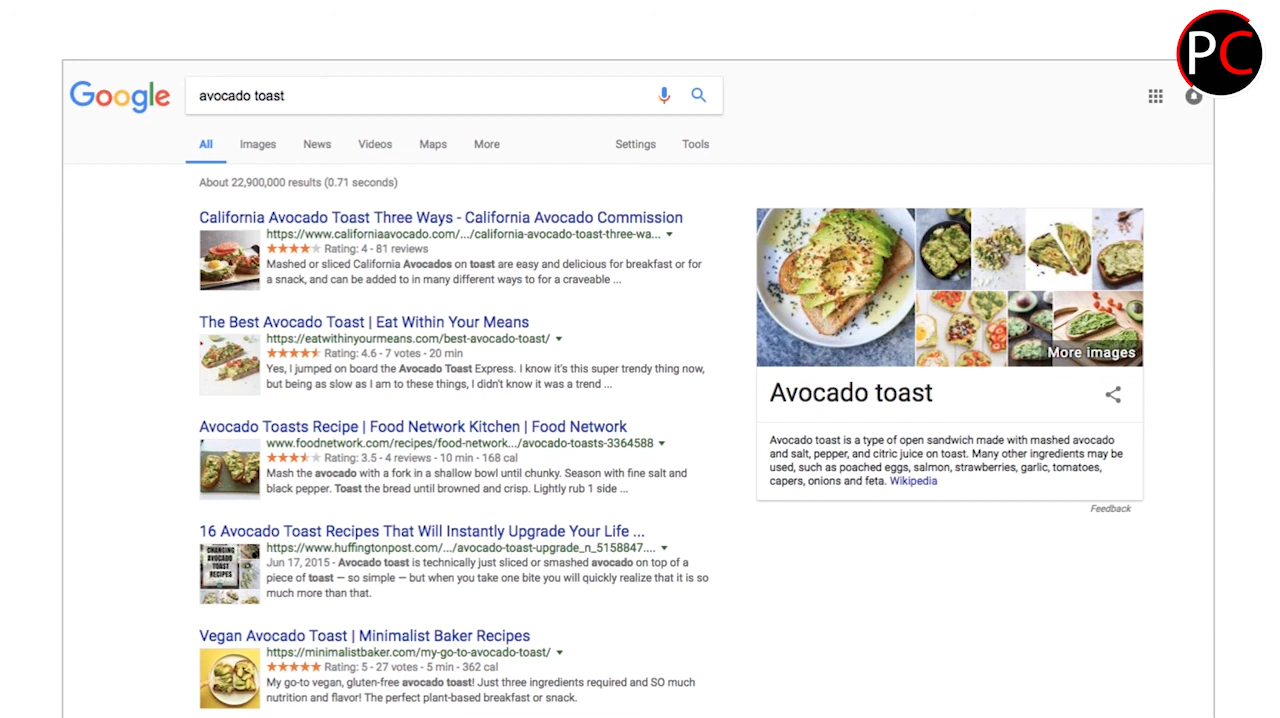 PC
Google
avocado toast
All Images News Videos Maps More Settings Tools
About 22,900,000 results (0.71 seconds)
California Avocado Toast Three Ways - California Avocado Commission
https://www.californiaavocado.com/.../california-avocado-toast-three-wa...
Rating: 4 - 81 reviews
Mashed or sliced California Avocados on toast are easy and delicious for breakfast or for
a snack, and can be added to in many different ways to for a craveable ...
The Best Avocado Toast | Eat Within Your Means
https://eatwithinyourmeans.com/best-avocado-toast/
Rating: 4.6 - 7 votes - 20 min
Yes, I jumped on board the Avocado Toast Express. I know it's this super trendy thing now,
but being as slow as I am to these things, I didn't know it was a trend ...
Avocado Toasts Recipe | Food Network Kitchen | Food Network
www.foodnetwork.com/recipes/food-network.../avocado-toasts-3364588
Rating: 3.5 - 4 reviews - 10 min - 168 cal
Mash the avocado with a fork in a shallow bowl until chunky. Season with fine salt and
black pepper. Toast the bread until browned and crisp. Lightly rub 1 side ...
16 Avocado Toast Recipes That Will Instantly Upgrade Your Life ...
https://www.huffingtonpost.com/.../avocado-toast-upgrade_n_5158847....
CHANGING
AVOCADO
TOAST
RECIPES
Jun 17, 2015 - Avocado toast is technically just sliced or smashed avocado on top of a
piece of toast — so simple — but when you take one bite you will quickly realize that it is so
much more than that.
Vegan Avocado Toast | Minimalist Baker Recipes
https://minimalistbaker.com/my-go-to-avocado-toast/
Rating: 5 - 27 votes - 5 min - 362 cal
My go-to vegan, gluten-free avocado toast! Just three ingredients required and SO much
nutrition and flavor! The perfect plant-based breakfast or snack.
More images
Avocado toast
Avocado toast is a type of open sandwich made with mashed avocado
and salt, pepper, and citric juice on toast. Many other ingredients may be
used, such as poached eggs, salmon, strawberries, garlic, tomatoes,
capers, onions and feta. Wikipedia
Feedback